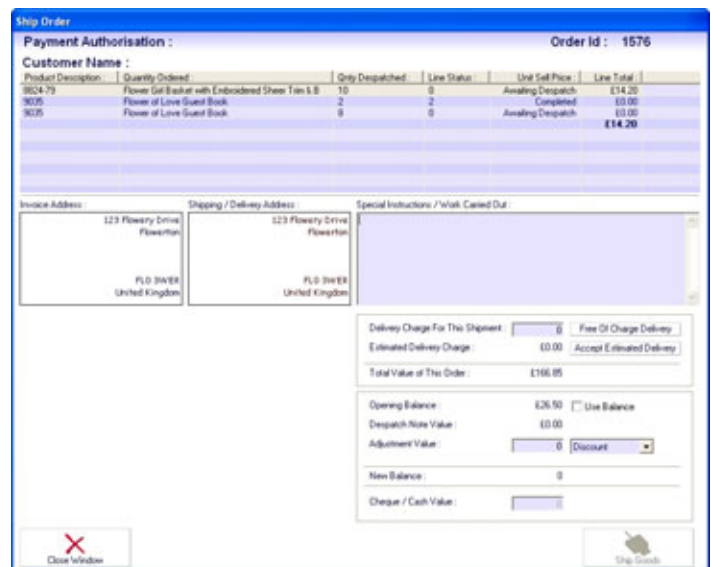 Ship Order
Payment Authorisation : Order Id : 1576
Customer Name :
Product Description : Quantity Ordered : Qnty Despatched : Line Status : Unit Sell Price : Line Total :
8824-79 Flower Girl Basket with Embroidered Sheer Trim & B 10 0 Awaiting Despatch £14.20
9035 Flower of Love Guest Book 2 2 Completed £0.00
9035 Flower of Love Guest Book 8 0 Awaiting Despatch £0.00
£14.20
Invoice Address : Shipping / Delivery Address : Special Instructions / Work Carried Out :
123 Flowery Drive 123 Flowery Drive
Flowerton Flowerton
FLO 3WER FLO 3WER
United Kingdom United Kingdom
Delivery Charge For This Shipment : 0 Free Of Charge Delivery
Estimated Delivery Charge : £0.00 Accept Estimated Delivery
Total Value of This Order : £166.85
Opening Balance : £26.50 Use Balance
Despatch Note Value : £0.00
Adjustment Value : 0 Discount
New Balance : 0
Cheque / Cash Value :
Close Window Ship Goods